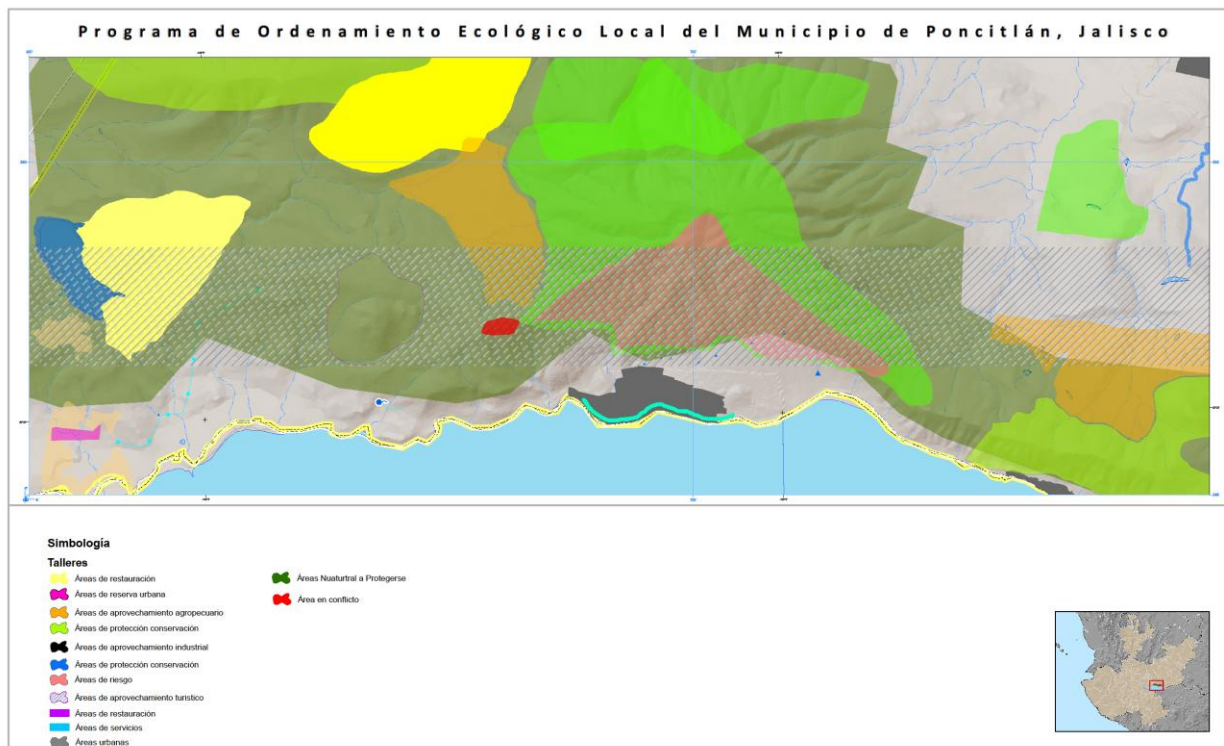 Programa de Ordenamiento Ecológico Local del Municipio de Poncitlán, Jalisco
Simbología
Talleres
Áreas de restauración
Áreas de reserva urbana
Áreas de aprovechamiento agropecuario
Áreas de protección conservación
Áreas de aprovechamiento industrial
Áreas de protección conservación
Áreas de riesgo
Áreas de aprovechamiento turistico
Áreas de restauración
Áreas de servicios
Áreas urbanas
Áreas Nuaturtral a Protegerse
Área en conflicto